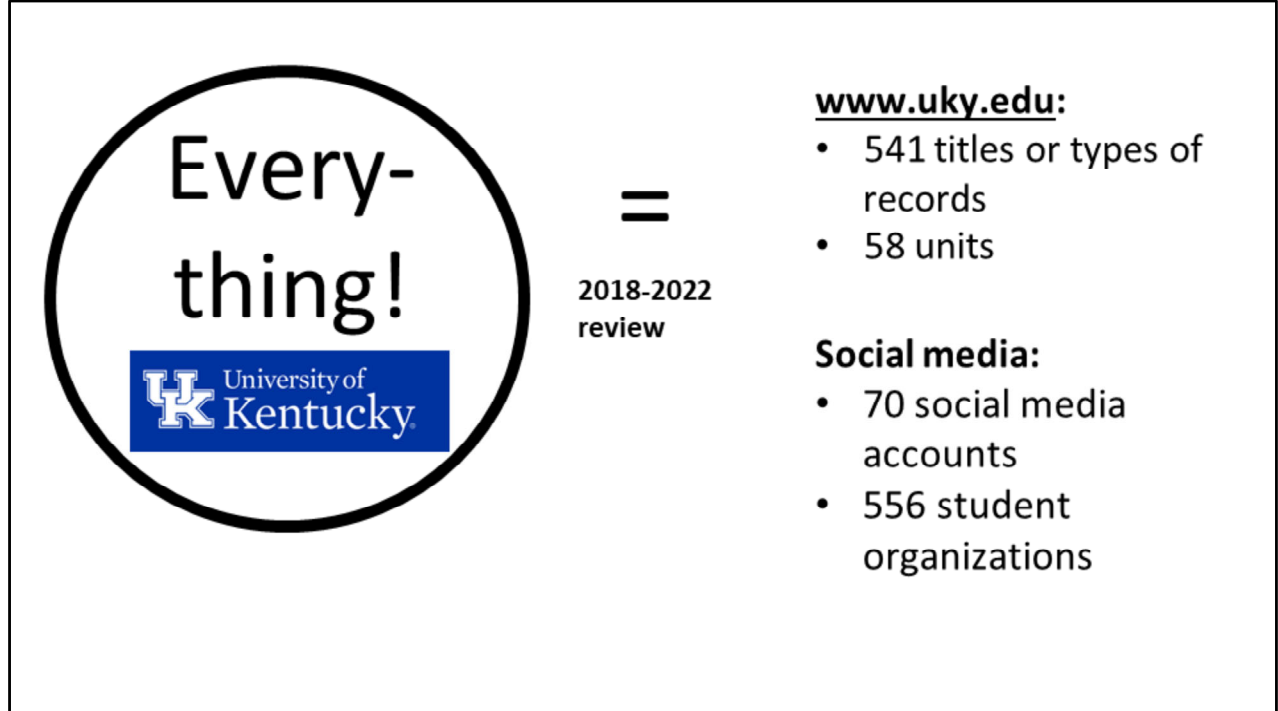 Every-
thing!
UK University of
Kentucky®
=
2018-2022
review
www.uky.edu:
• 541 titles or types of
records
• 58 units
Social media:
• 70 social media
accounts
• 556 student
organizations